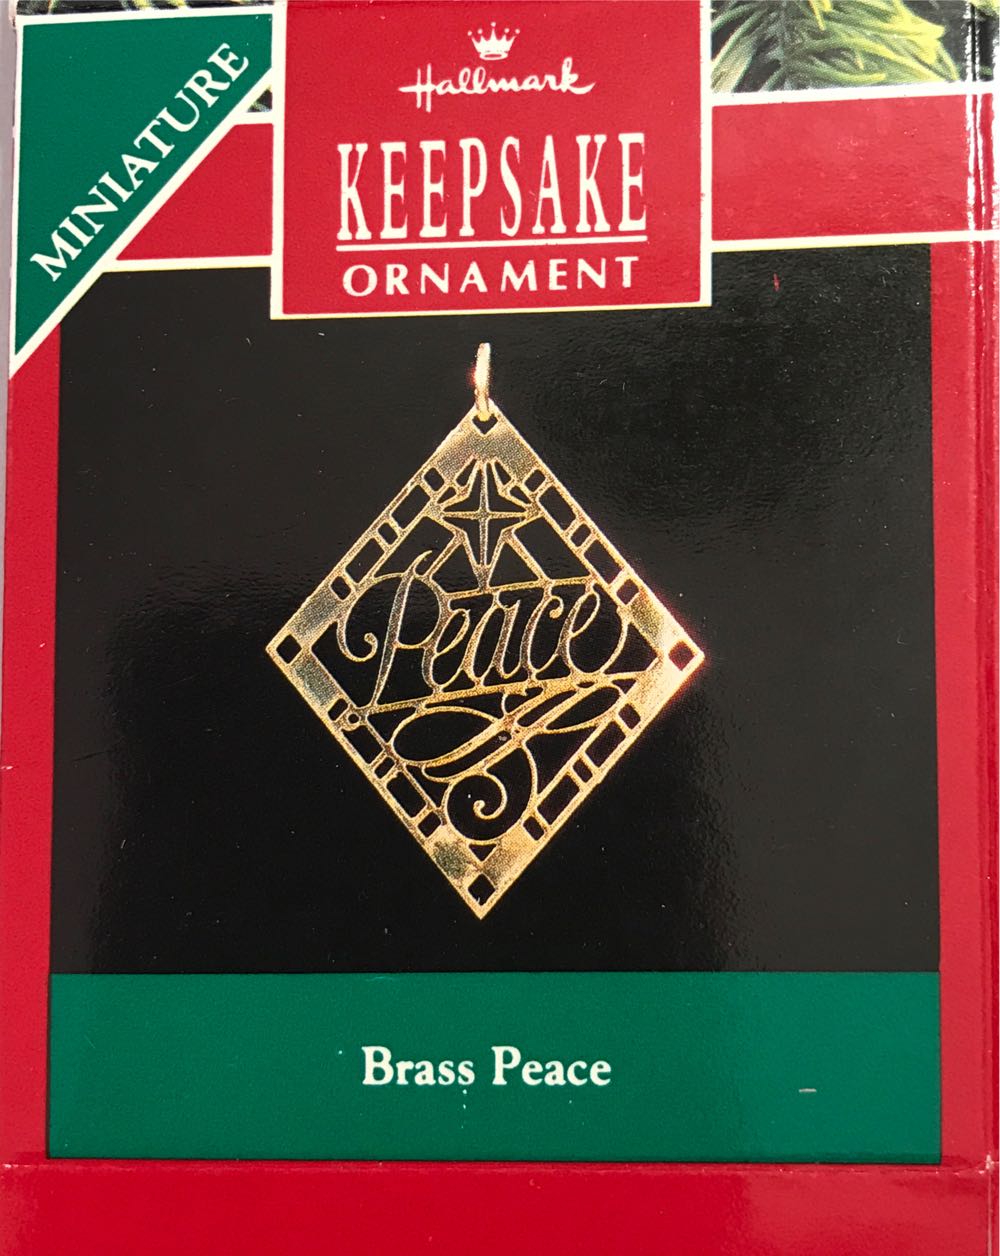 MINIATURE
Hallmark
KEEPSAKE
ORNAMENT
Peace
Brass Peace